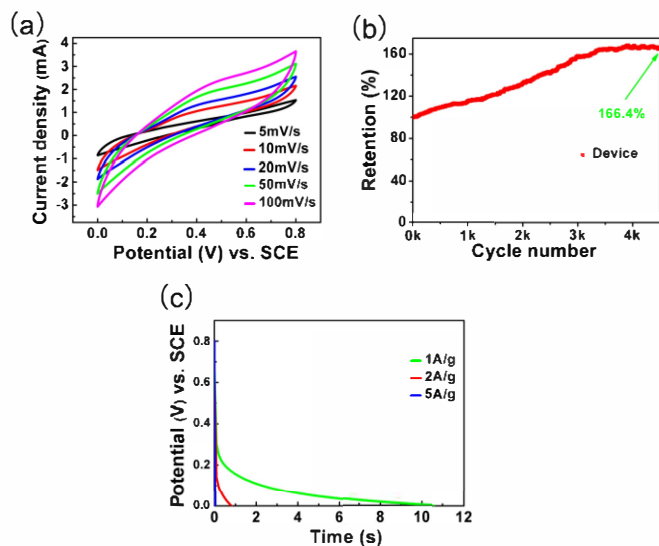 (a)
Current density (mA)
4
3
2
1
0
-1
-2
-3
5mV/s
10mV/s
20mV/s
50mV/s
100mV/s
0.0 0.2 0.4 0.6 0.8
Potential (V) vs. SCE
(b)
Retention (%)
160
120
80
40
0
166.4%
Device
0k 1k 2k 3k 4k
Cycle number
(c)
Potential (V) vs. SCE
0.8
0.6
0.4
0.2
0.0
1A/g
2A/g
5A/g
0 2 4 6 8 10 12
Time (s)